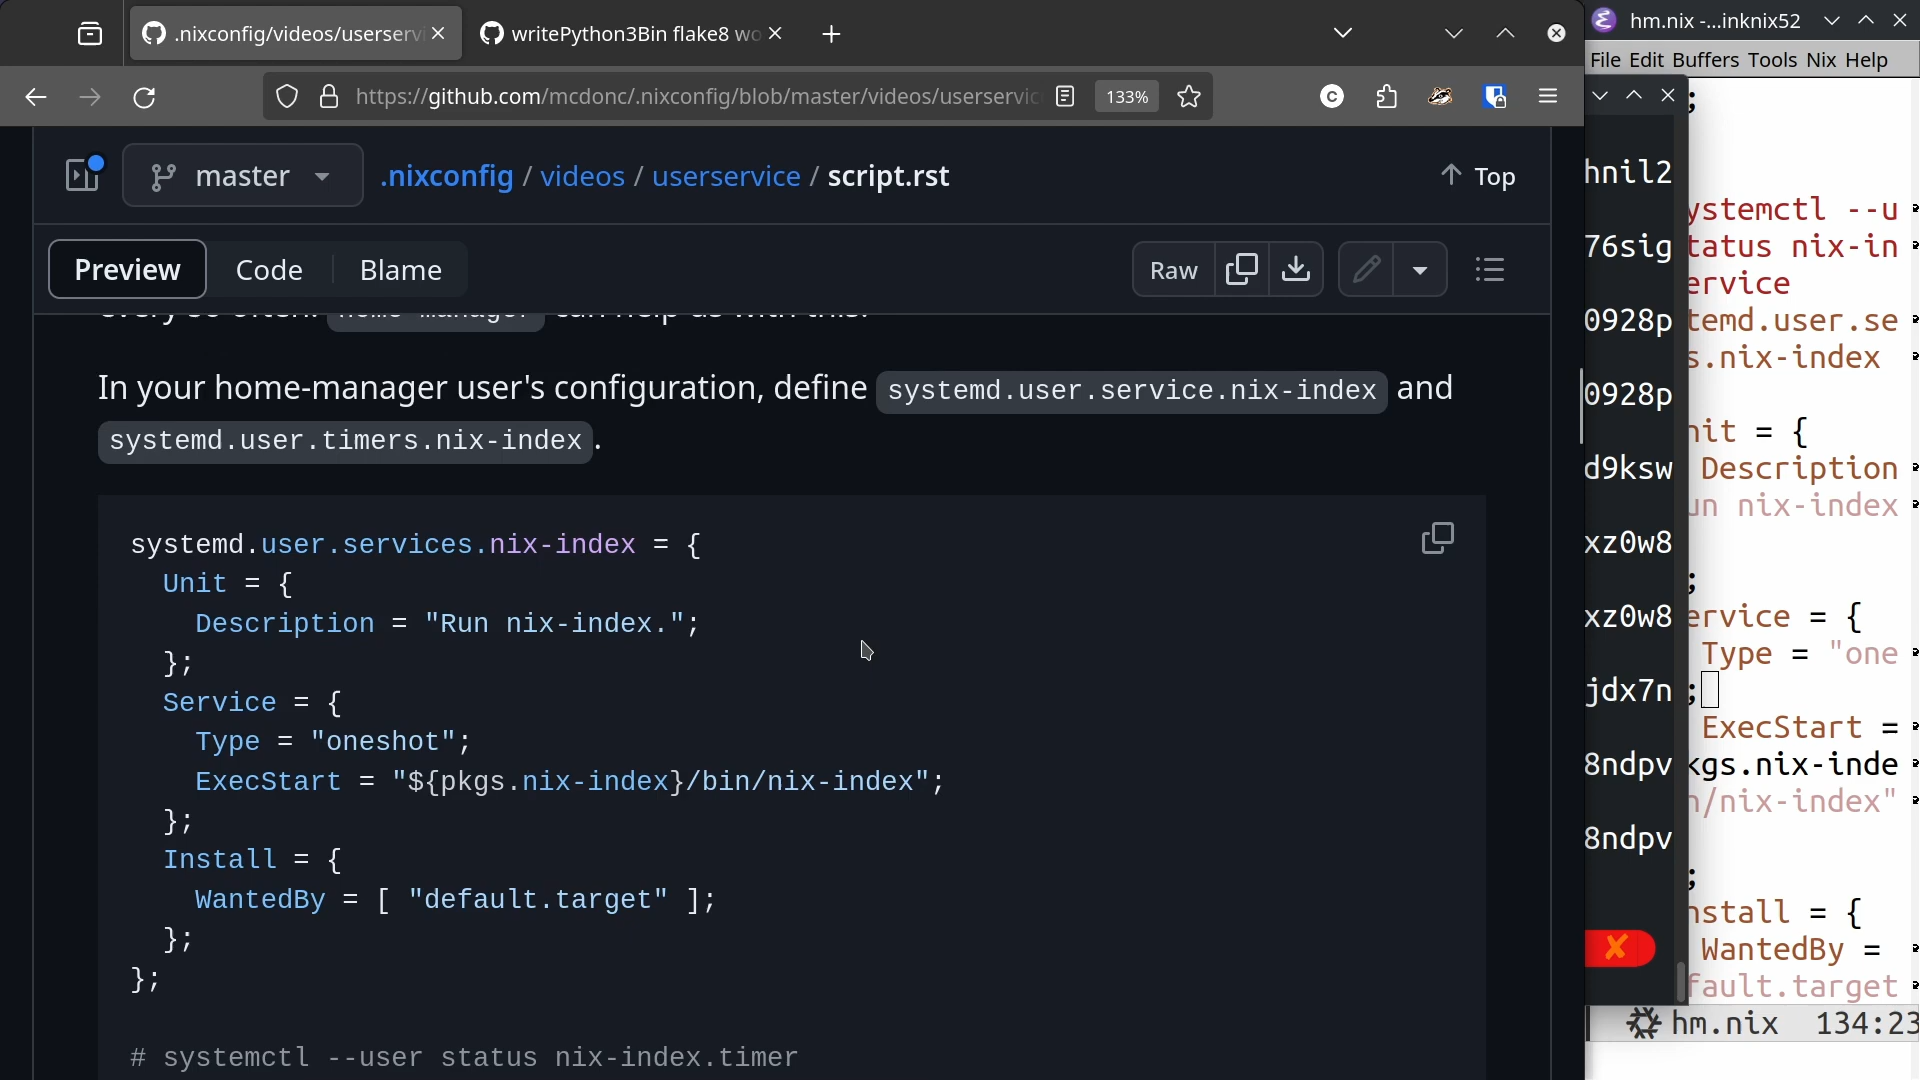 .nixconfig/videos/userservi
writePython3Bin flake8 wo
hm.nix -...inknix52
File Edit Buffers Tools Nix Help
https://github.com/mcdonc/.nixconfig/blob/master/videos/userservic
133%
master
.nixconfig / videos / userservice / script.rst
Top
Preview
Code
Blame
Raw
In your home-manager user's configuration, define systemd.user.service.nix-index and
systemd.user.timers.nix-index.
systemd.user.services.nix-index = {
Unit = {
Description = "Run nix-index.";
};
Service = {
Type = "oneshot";
ExecStart = "${pkgs.nix-index}/bin/nix-index";
};
Install = {
WantedBy = [ "default.target" ];
};
};
# systemctl --user status nix-index.timer
hnil2
76sig
0928p
0928p
d9ksw
xz0w8
xz0w8
jdx7n
8ndpv
8ndpv
;
ystemctl --u
tatus nix-in
ervice
temd.user.se
s.nix-index
nit = {
Description
un nix-index
;
ervice = {
Type = "one
;
ExecStart =
kgs.nix-inde
n/nix-index"
;
nstall = {
WantedBy =
fault.target
hm.nix 134:23